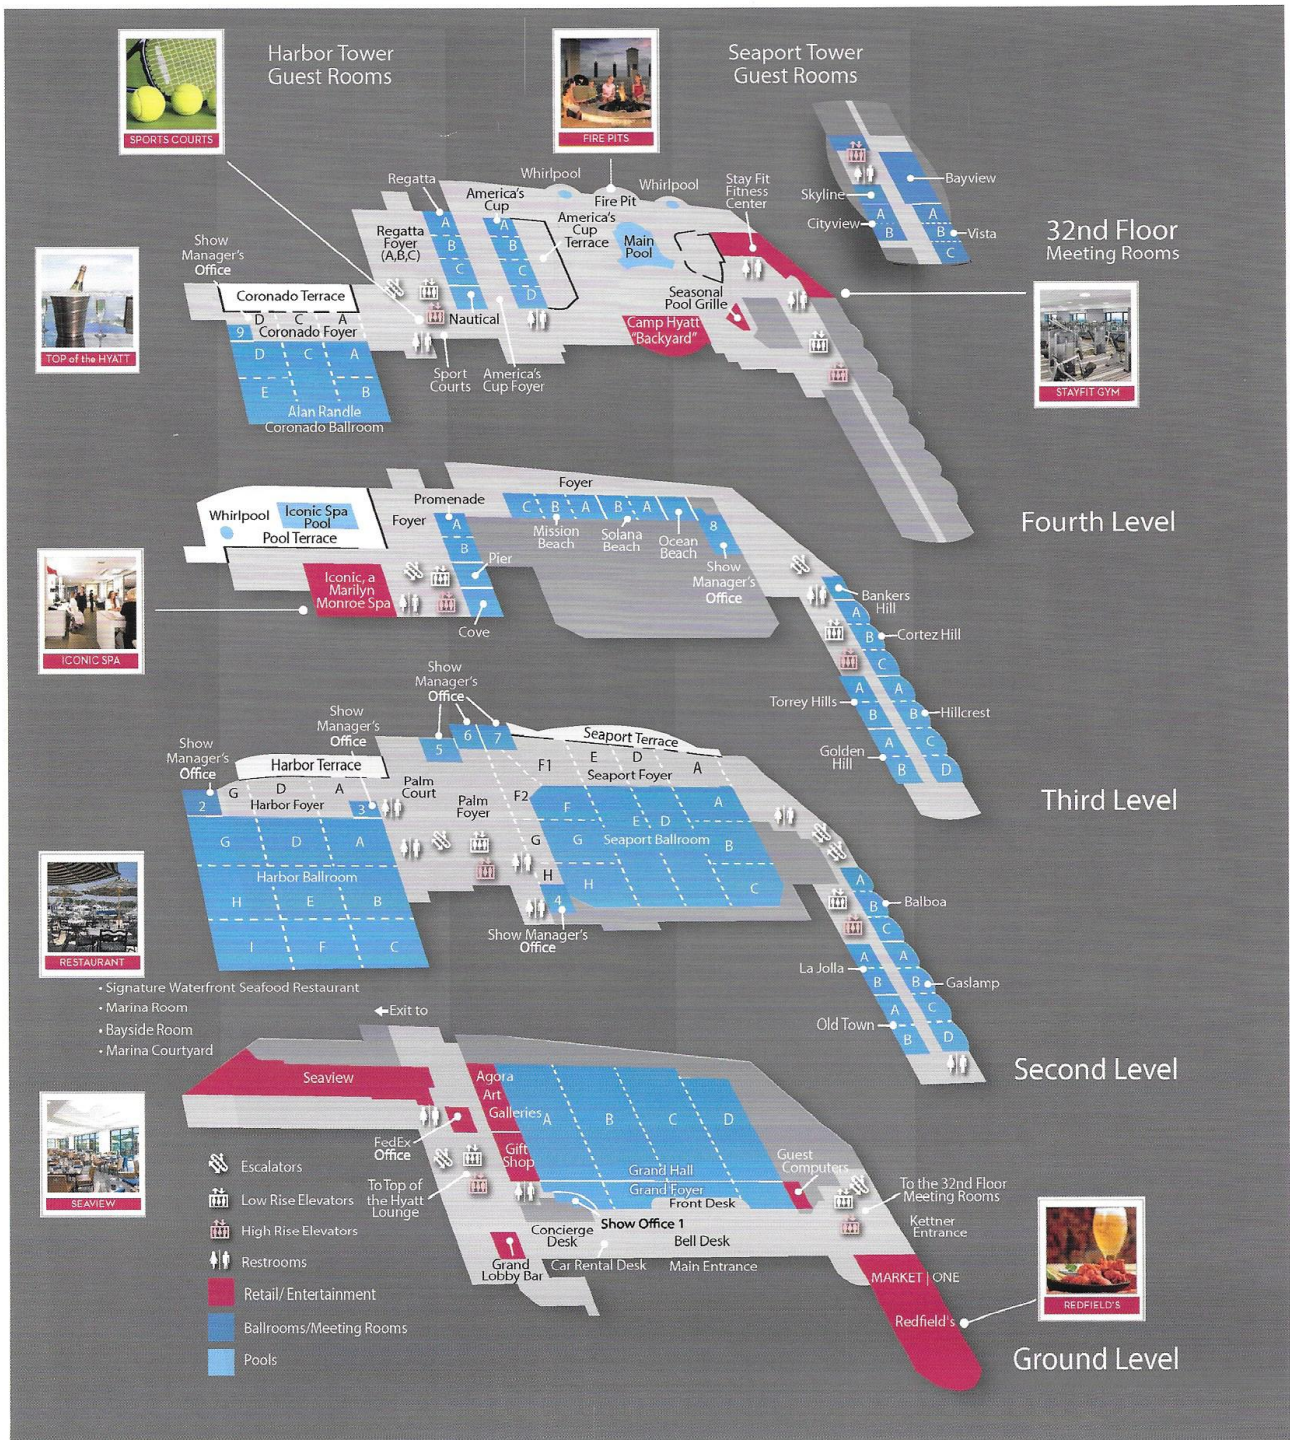 Harbor Tower
Guest Rooms
Seaport Tower
Guest Rooms
SPORTS COURTS
FIRE PITS
Whirlpool
Whirlpool
Fire Pit
Stay Fit
Fitness
Center
Regatta
America's
Cup
America's
Cup
Terrace
Main
Pool
Regatta
Foyer
(A,B,C)
A
B
C
A
B
C
D
Nautical
Seasonal
Pool Grille
Camp Hyatt
"Backyard"
Sport
Courts
America's
Cup Foyer
Show
Manager's
Office
Coronado Terrace
D C A
Coronado Foyer
9
D C A
E B
Alan Randle
Coronado Ballroom
TOP of the HYATT
Bayview
Skyline
Cityview
A
B
A
B
C
Vista
32nd Floor
Meeting Rooms
STAYFIT GYM
Fourth Level
Whirlpool
Iconic Spa
Pool
Pool Terrace
Promenade
Foyer
Foyer
A
B
Pier
Cove
C B A
B A
Mission
Beach
Solana
Beach
Ocean
Beach
8
Show
Manager's
Office
Iconic, a
Marilyn
Monroe Spa
ICONIC SPA
Bankers
Hill
A
B
C
Cortez Hill
Torrey Hills
A
B
A
B
C
D
Hillcrest
Golden
Hill
A
B
Third Level
Show
Manager's
Office
Show
Manager's
Office
Show
Manager's
Office
5
6
7
Seaport Terrace
F1 E D A
Seaport Foyer
F2
G
H
Harbor Terrace
G D A
Harbor Foyer
2
3
Palm
Court
Palm
Foyer
F E D A
G Seaport Ballroom B
H C
G D A
Harbor Ballroom
H E B
I F C
4
Show Manager's
Office
RESTAURANT
• Signature Waterfront Seafood Restaurant
• Marina Room
• Bayside Room
• Marina Courtyard
A
B
C
Balboa
La Jolla
A
B
A
B
C
D
Gaslamp
Old Town
A
B
Second Level
Exit to
Seaview
Agora
Art
Galleries
A B C D
FedEx
Office
Gift
Shop
Grand Hall
Grand Foyer
Front Desk
Guest
Computers
To Top of
the Hyatt
Lounge
To the 32nd Floor
Meeting Rooms
Show Office 1
Concierge
Desk
Bell Desk
Kettner
Entrance
Grand
Lobby Bar
Car Rental Desk
Main Entrance
MARKET | ONE
Redfield's
REDFIELD'S
SEAVIEW
Escalators
Low Rise Elevators
High Rise Elevators
Restrooms
Retail/ Entertainment
Ballrooms/Meeting Rooms
Pools
Ground Level